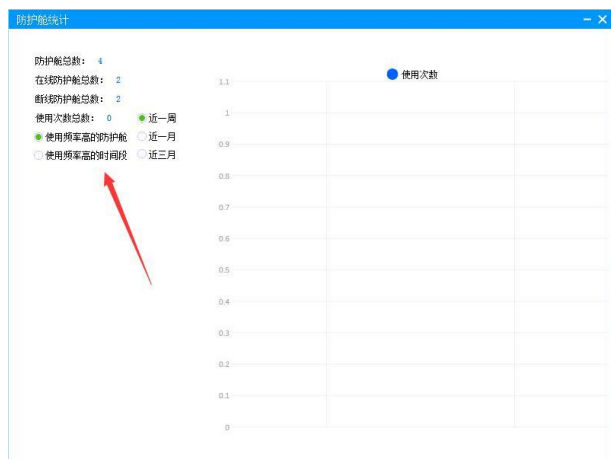 防护舱统计
防护舱总数： 4
在线防护舱总数： 2
断线防护舱总数： 2
使用次数总数： 0 近一周
使用频率高的防护舱 近一月
使用频率高的时间段 近三月
使用次数
1.1
1
0.9
0.8
0.7
0.6
0.5
0.4
0.3
0.2
0.1
0